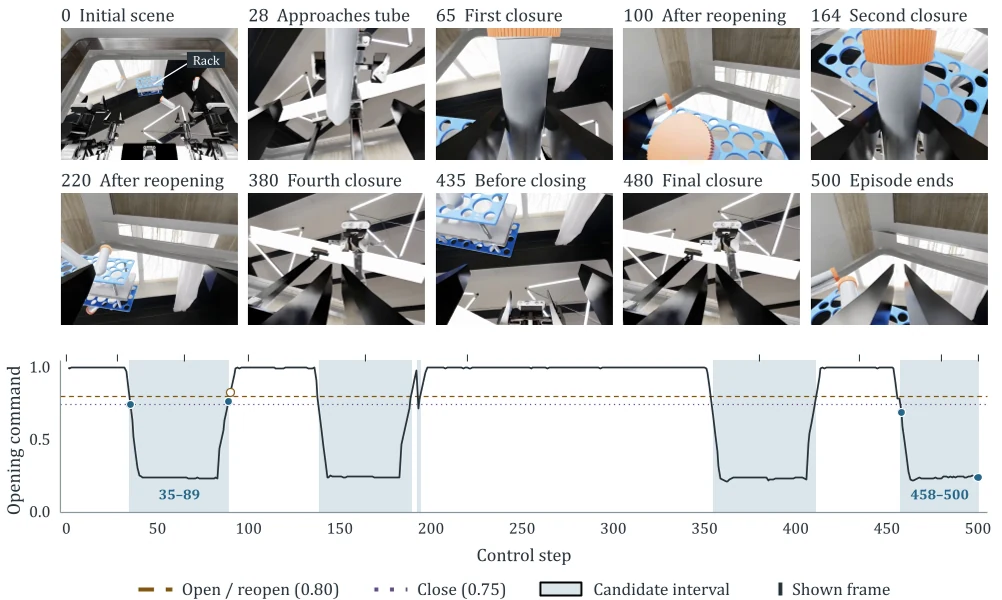 0 Initial scene
28 Approaches tube
65 First closure
100 After reopening
164 Second closure
Rack
220 After reopening
380 Fourth closure
435 Before closing
480 Final closure
500 Episode ends
Opening command
1.0
0.5
0.0
35–89
458–500
0 50 100 150 200 250 300 350 400 450 500
Control step
Open / reopen (0.80)
Close (0.75)
Candidate interval
Shown frame